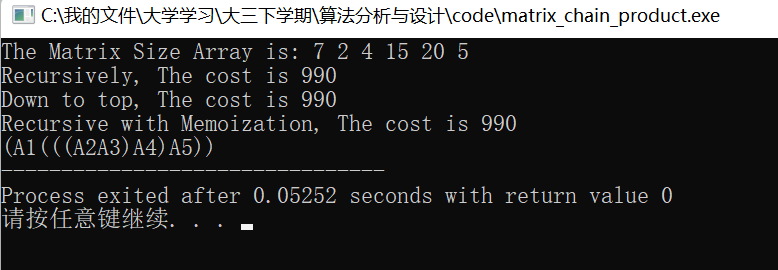 C:\我的文件\大学学习\大三下学期\算法分析与设计\code\matrix_chain_product.exe
The Matrix Size Array is: 7 2 4 15 20 5
Recursively, The cost is 990
Down to top, The cost is 990
Recursive with Memoization, The cost is 990
(A1(((A2A3)A4)A5))
--------------------------------
Process exited after 0.05252 seconds with return value 0
请按任意键继续. . .